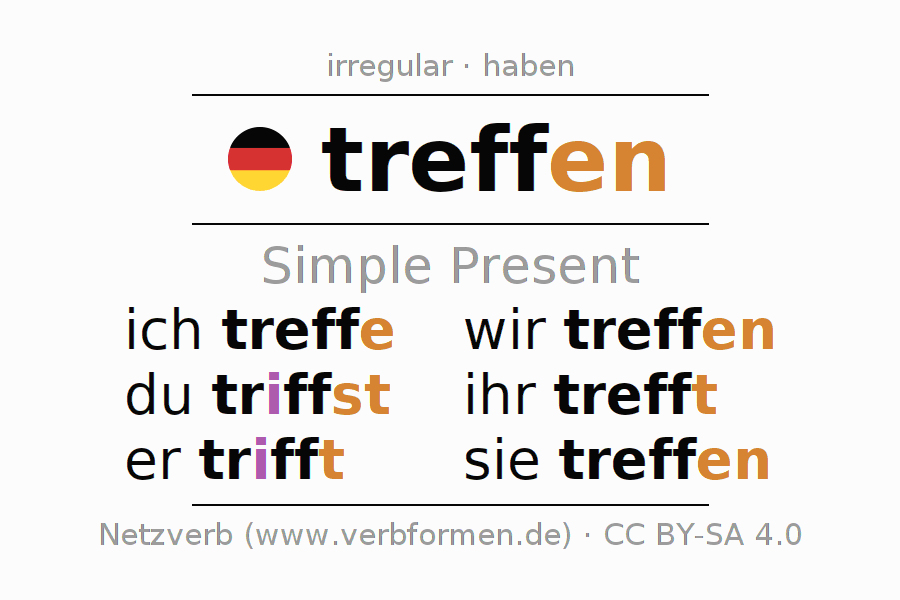 irregular · haben
treffen
Simple Present
ich treffe
du triffst
er trifft
wir treffen
ihr trefft
sie treffen
Netzverb (www.verbformen.de) · CC BY-SA 4.0